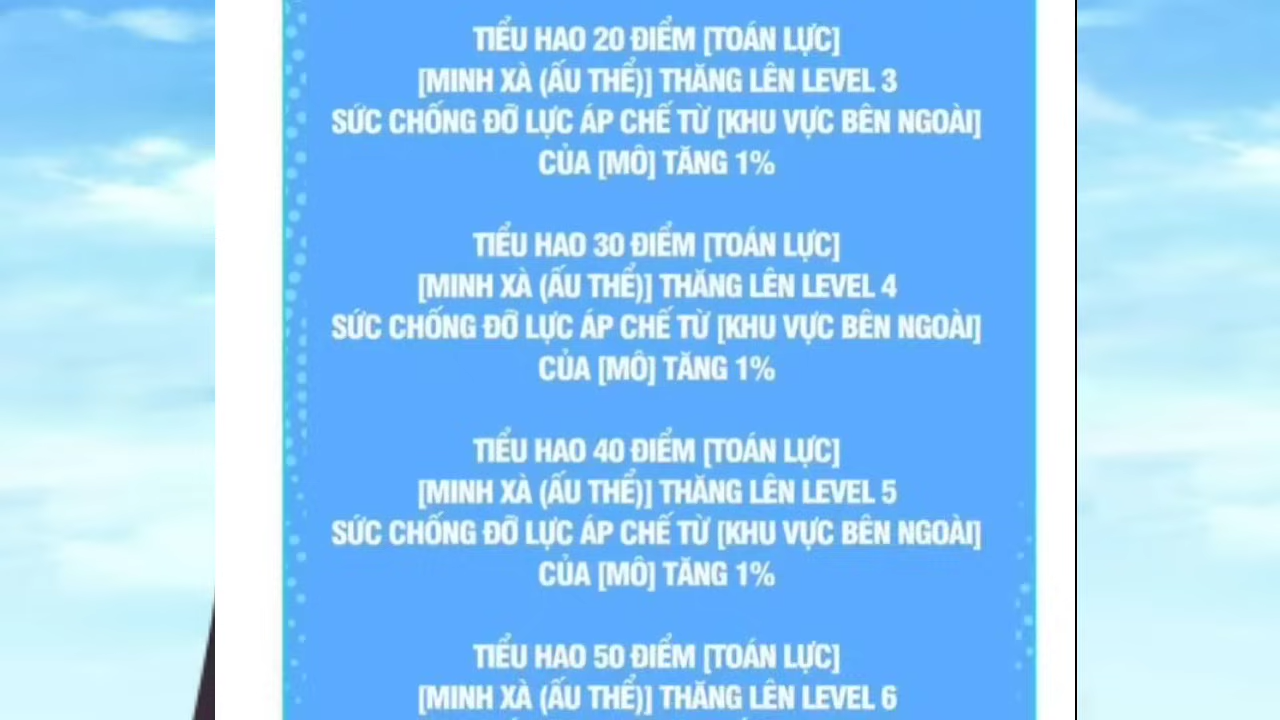 TIỂU HAO 20 ĐIỂM [TOÁN LỰC]
[MINH XÀ (ẤU THỂ)] THĂNG LÊN LEVEL 3
SỨC CHỐNG ĐỠ LỰC ÁP CHẾ TỪ [KHU VỰC BÊN NGOÀI]
CỦA [MÔ] TĂNG 1%
TIỂU HAO 30 ĐIỂM [TOÁN LỰC]
[MINH XÀ (ẤU THỂ)] THĂNG LÊN LEVEL 4
SỨC CHỐNG ĐỠ LỰC ÁP CHẾ TỪ [KHU VỰC BÊN NGOÀI]
CỦA [MÔ] TĂNG 1%
TIỂU HAO 40 ĐIỂM [TOÁN LỰC]
[MINH XÀ (ẤU THỂ)] THĂNG LÊN LEVEL 5
SỨC CHỐNG ĐỠ LỰC ÁP CHẾ TỪ [KHU VỰC BÊN NGOÀI]
CỦA [MÔ] TĂNG 1%
TIỂU HAO 50 ĐIỂM [TOÁN LỰC]
[MINH XÀ (ẤU THỂ)] THĂNG LÊN LEVEL 6